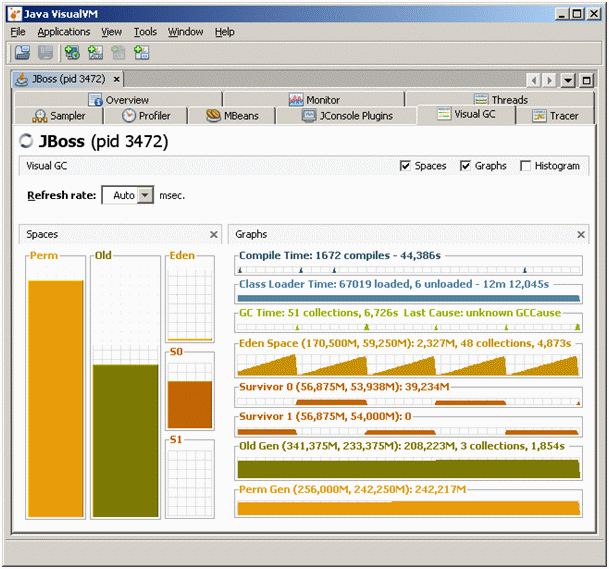 Java VisualVM
File Applications View Tools Window Help
JBoss (pid 3472)
Overview Monitor Threads
Sampler Profiler MBeans JConsole Plugins Visual GC Tracer
JBoss (pid 3472)
Visual GC Spaces Graphs Histogram
Refresh rate: Auto msec.
Spaces
Perm Old Eden
S0
S1
Graphs
Compile Time: 1672 compiles - 44,386s
Class Loader Time: 67019 loaded, 6 unloaded - 12m 12,045s
GC Time: 51 collections, 6,726s Last Cause: unknown GCCause
Eden Space (170,500M, 59,250M): 2,327M, 48 collections, 4,873s
Survivor 0 (56,875M, 53,938M): 39,234M
Survivor 1 (56,875M, 54,000M): 0
Old Gen (341,375M, 233,375M): 208,223M, 3 collections, 1,854s
Perm Gen (256,000M, 242,250M): 242,217M